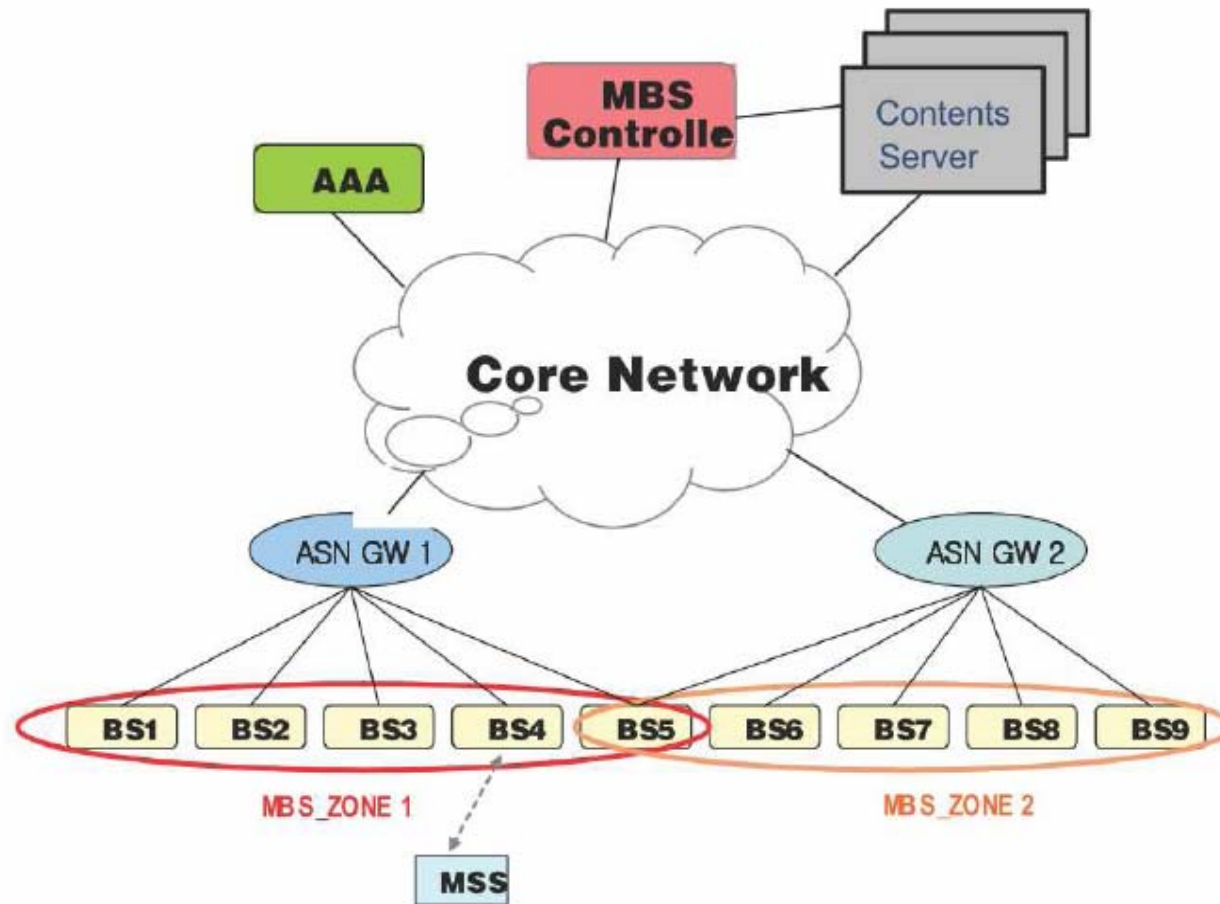 MBS
Controlle
Contents
Server
AAA
Core Network
ASN GW 1
ASN GW 2
BS1
BS2
BS3
BS4
BS5
BS6
BS7
BS8
BS9
MBS_ZONE 1
MBS_ZONE 2
MSS